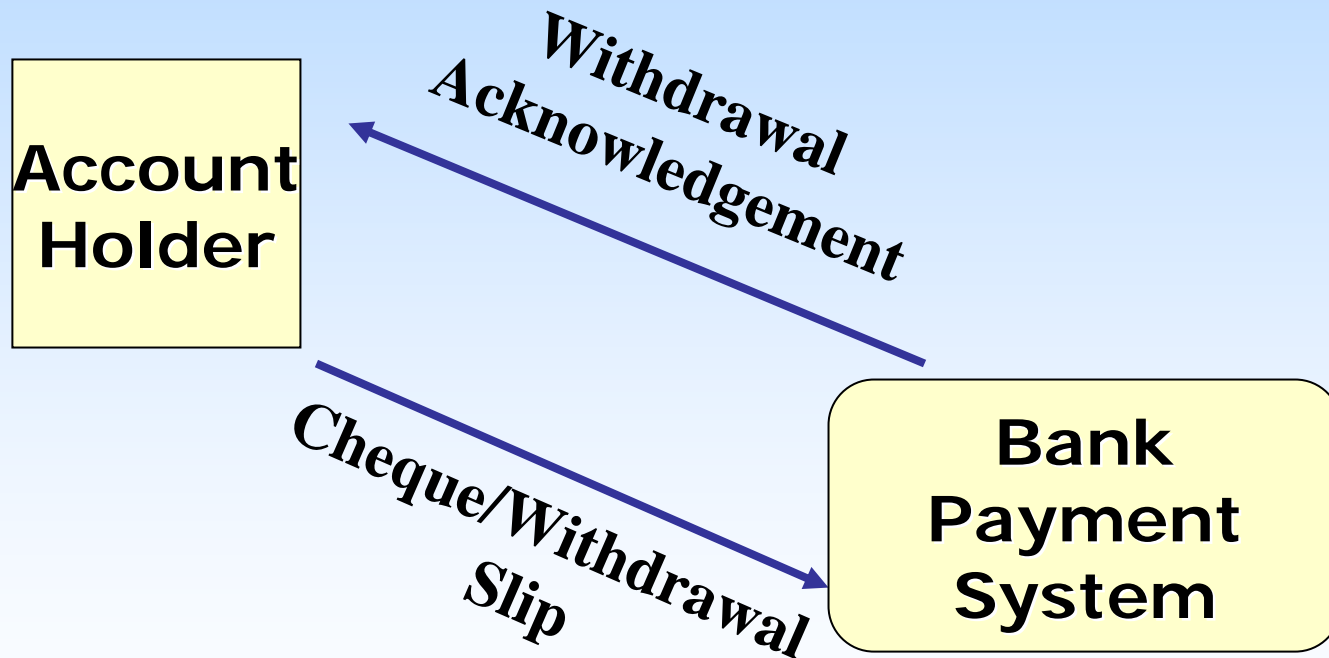 Withdrawal
Acknowledgement
Account
Holder
Cheque/Withdrawal
Slip
Bank
Payment
System